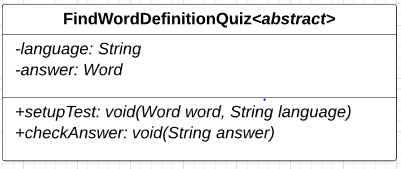 FindWordDefinitionQuiz<abstract>
-language: String
-answer: Word
+setupTest: void(Word word, String language)
+checkAnswer: void(String answer)